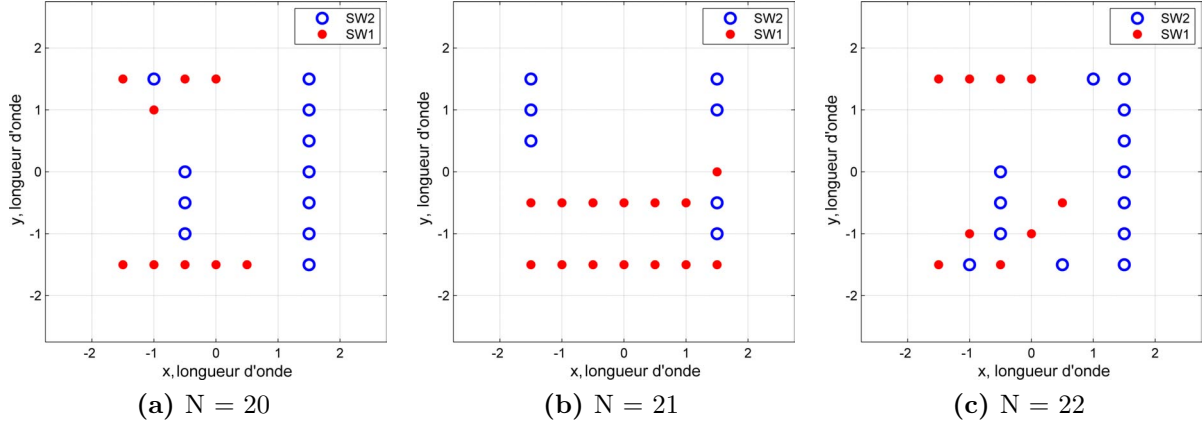 SW2
SW1
2
1
0
-1
-2
y, longueur d'onde
-2
-1
0
1
2
x, longueur d'onde
(a) N = 20
SW2
SW1
2
1
0
-1
-2
y, longueur d'onde
-2
-1
0
1
2
x, longueur d'onde
(b) N = 21
SW2
SW1
2
1
0
-1
-2
y, longueur d'onde
-2
-1
0
1
2
x, longueur d'onde
(c) N = 22